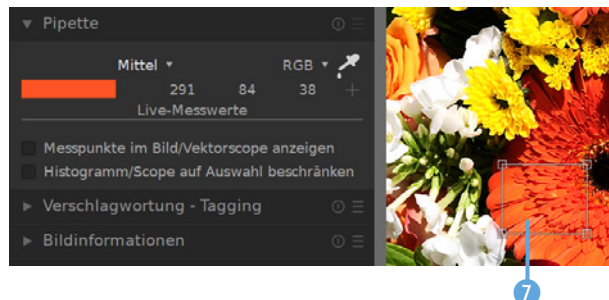 Pipette
Mittel RGB
291 84 38
Live-Messwerte
Messpunkte im Bild/Vektorscope anzeigen
Histogramm/Scope auf Auswahl beschränken
Verschlagwortung - Tagging
Bildinformationen
7